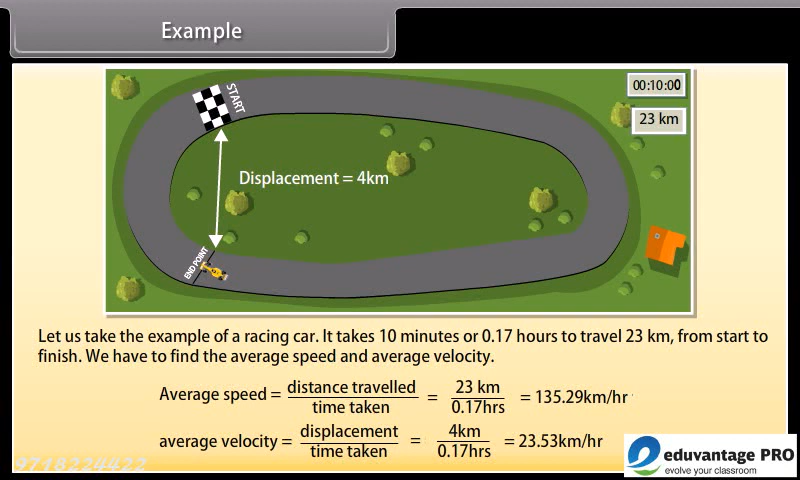 Example
START
00:10:00
23 km
Displacement = 4km
END POINT
Let us take the example of a racing car. It takes 10 minutes or 0.17 hours to travel 23 km, from start to
finish. We have to find the average speed and average velocity.
Average speed = distance travelled / time taken = 23 km / 0.17hrs = 135.29km/hr
average velocity = displacement / time taken = 4km / 0.17hrs = 23.53km/hr
9718224422
eduvantage PRO
evolve your classroom